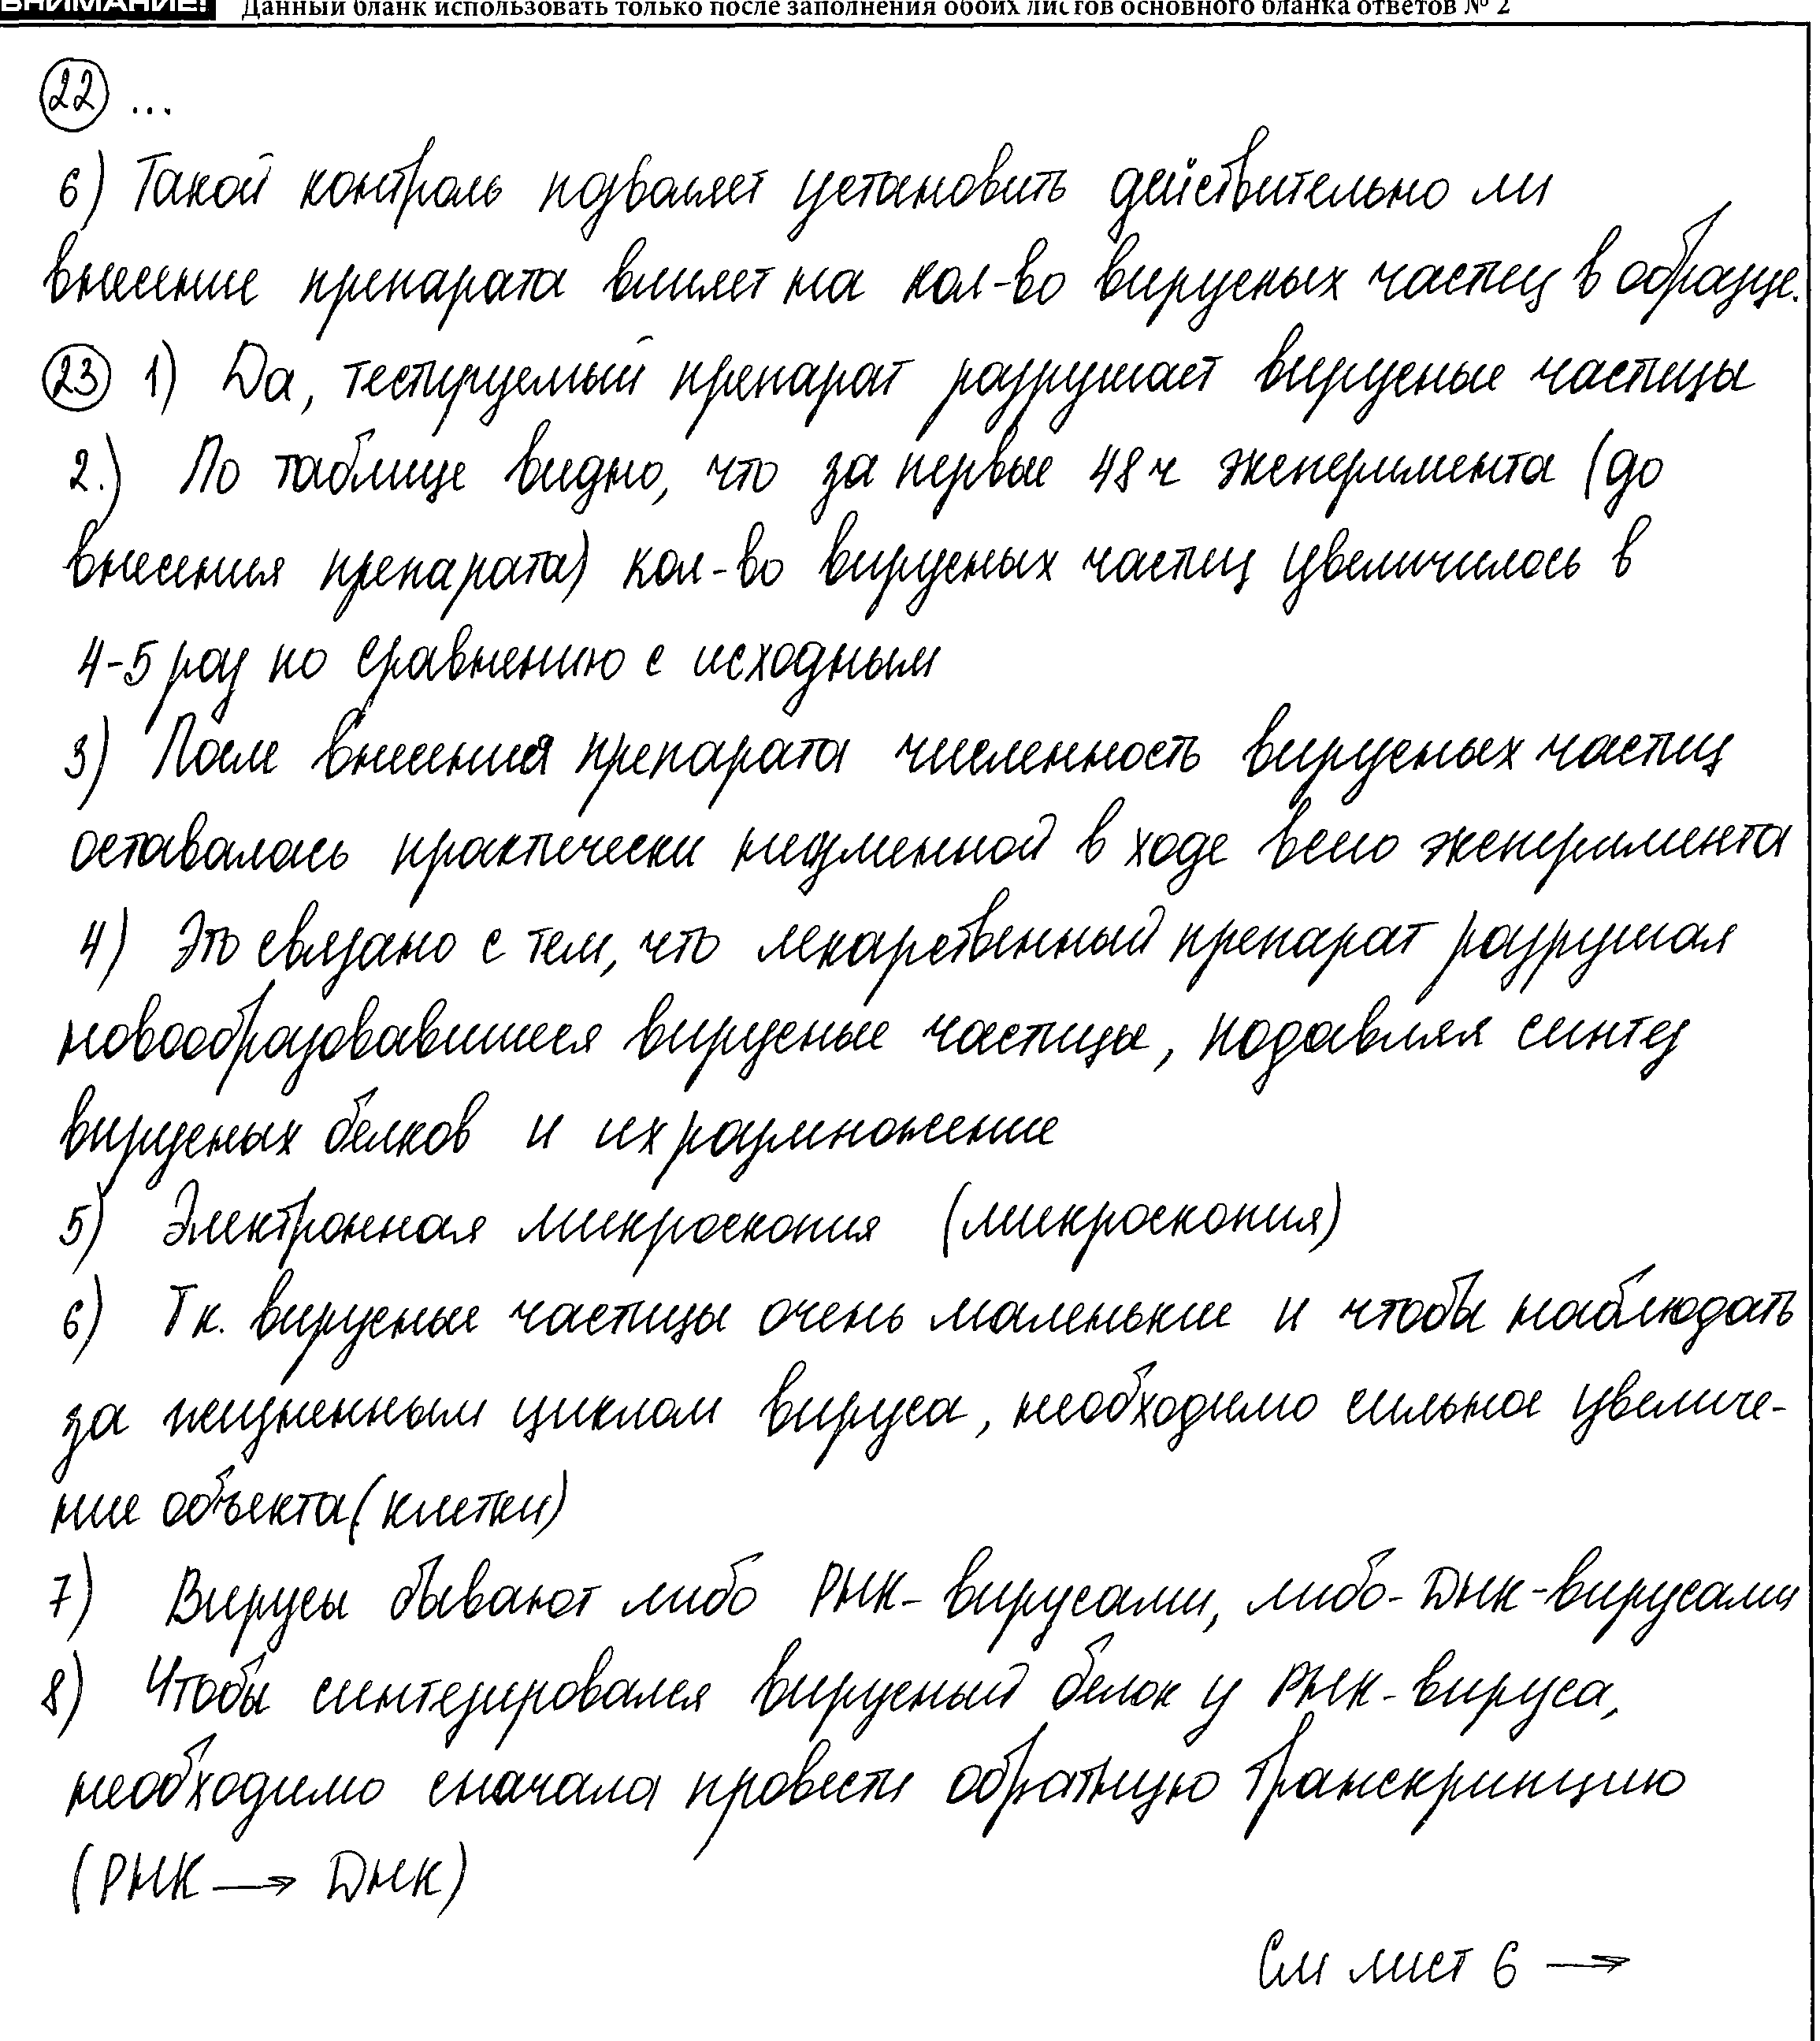 ВНИМАНИЕ! Данный бланк использовать только после заполнения обоих листов основного бланка ответов № 2
22 ...
6) Такой контроль позволяет установить действительно ли
внесение препарата влияет на кол-во вирусных частиц в образце.
23 1) Да, тестируемый препарат разрушает вирусные частицы
2.) По таблице видно, что за первые 48 ч эксперимента (до
внесения препарата) кол-во вирусных частиц увеличилось в
4-5 раз по сравнению с исходным
3) После внесения препарата численность вирусных частиц
оставалась практически неизменной в ходе всего эксперимента
4) Это связано с тем, что лекарственный препарат разрушал
новообразовавшиеся вирусные частицы, подавляя синтез
вирусных белков и их размножение
5) Электронная микроскопия (микроскопия)
6) Тк. вирусные частицы очень маленькие и чтобы наблюдать
за жизненным циклом вируса, необходимо сильное увеличе-
ние объекта (клетки)
7) Вирусы бывают либо РНК-вирусами, либо-ДНК-вирусами
8) Чтобы синтезировался вирусный белок у РНК-вируса,
необходимо сначала провести обратную транскрипцию
(РНК → ДНК)
См лист 6 →